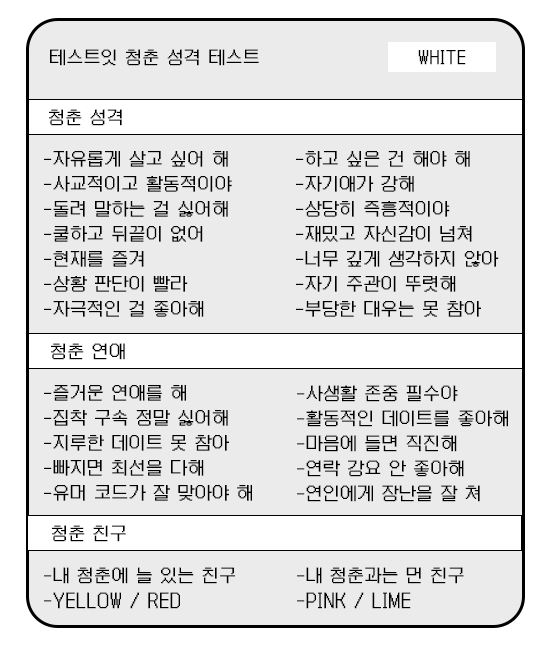 테스트잇 청춘 성격 테스트 WHITE
청춘 성격
-자유롭게 살고 싶어 해 -하고 싶은 건 해야 해
-사교적이고 활동적이야 -자기애가 강해
-돌려 말하는 걸 싫어해 -상당히 즉흥적이야
-쿨하고 뒤끝이 없어 -재밌고 자신감이 넘쳐
-현재를 즐겨 -너무 깊게 생각하지 않아
-상황 판단이 빨라 -자기 주관이 뚜렷해
-자극적인 걸 좋아해 -부당한 대우는 못 참아
청춘 연애
-즐거운 연애를 해 -사생활 존중 필수야
-집착 구속 정말 싫어해 -활동적인 데이트를 좋아해
-지루한 데이트 못 참아 -마음에 들면 직진해
-빠지면 최선을 다해 -연락 강요 안 좋아해
-유머 코드가 잘 맞아야 해 -연인에게 장난을 잘 쳐
청춘 친구
-내 청춘에 늘 있는 친구 -내 청춘과는 먼 친구
-YELLOW / RED -PINK / LIME